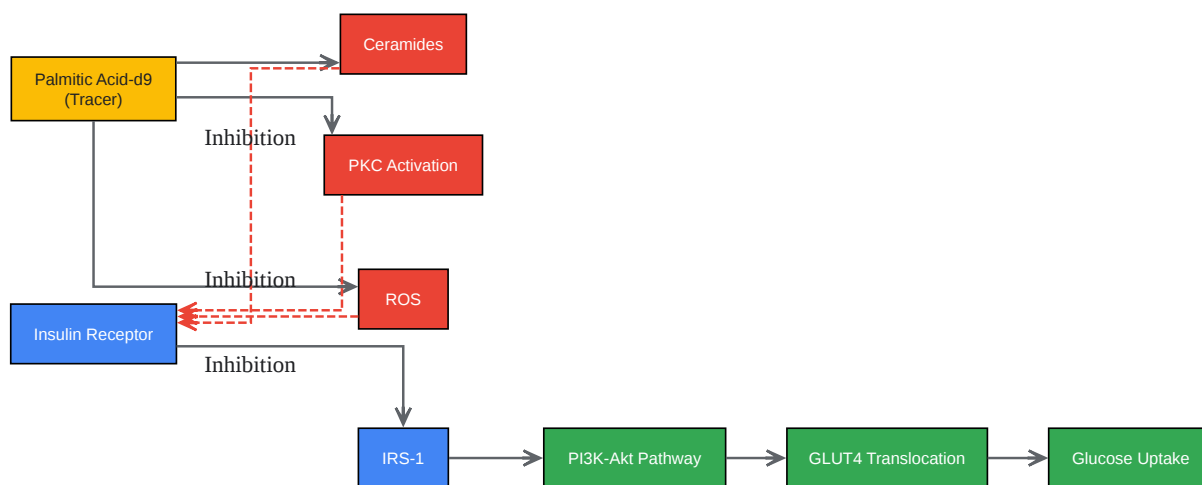 Ceramides
Palmitic Acid-d9
(Tracer)
Inhibition
PKC Activation
Inhibition
ROS
Insulin Receptor
Inhibition
IRS-1
PI3K-Akt Pathway
GLUT4 Translocation
Glucose Uptake